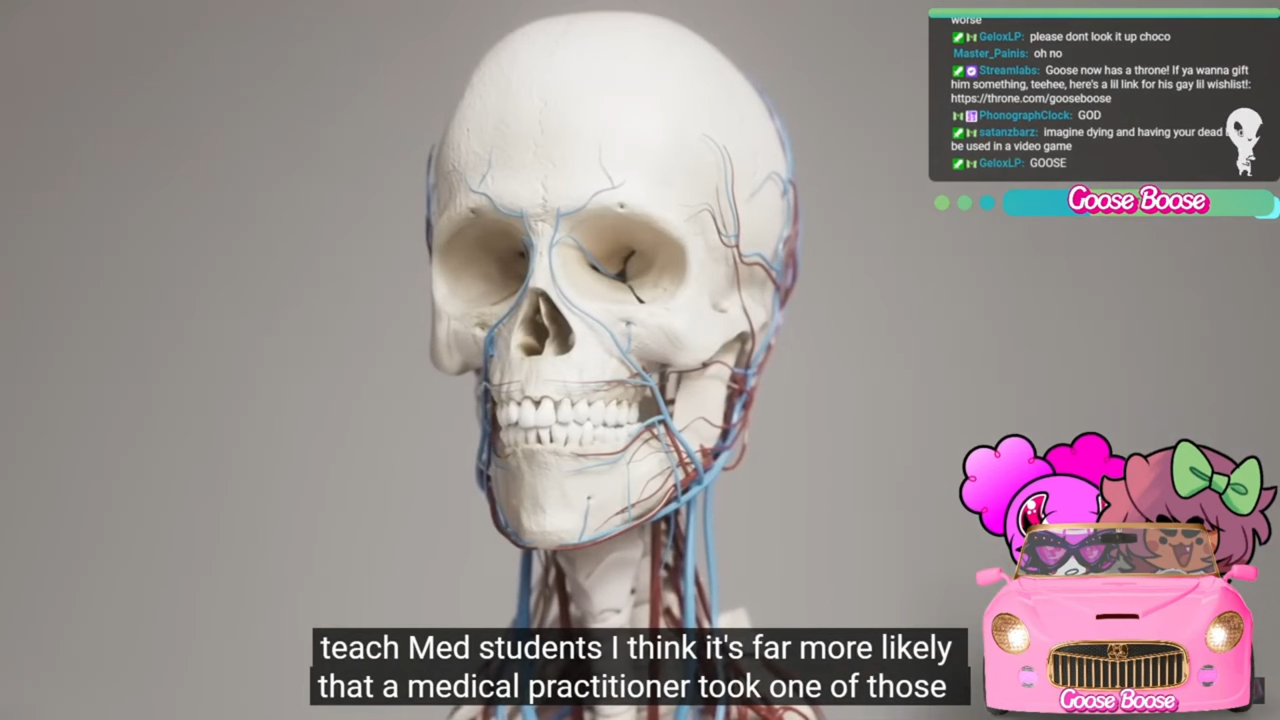 worse
GeloxLP: please dont look it up choco
Master_Painis: oh no
Streamlabs: Goose now has a throne! If ya wanna gift
him something, teehee, here's a lil link for his gay lil wishlist!:
https://throne.com/gooseboose
PhonographClock: GOD
satanzbarz: imagine dying and having your dead
be used in a video game
GeloxLP: GOOSE
Goose Boose
teach Med students I think it's far more likely
that a medical practitioner took one of those
Goose Boose